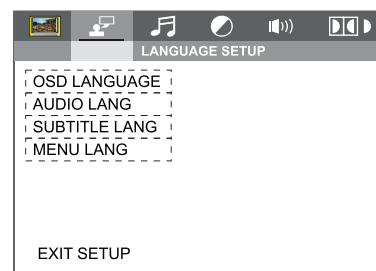 LANGUAGE SETUP
OSD LANGUAGE
AUDIO LANG
SUBTITLE LANG
MENU LANG
EXIT SETUP